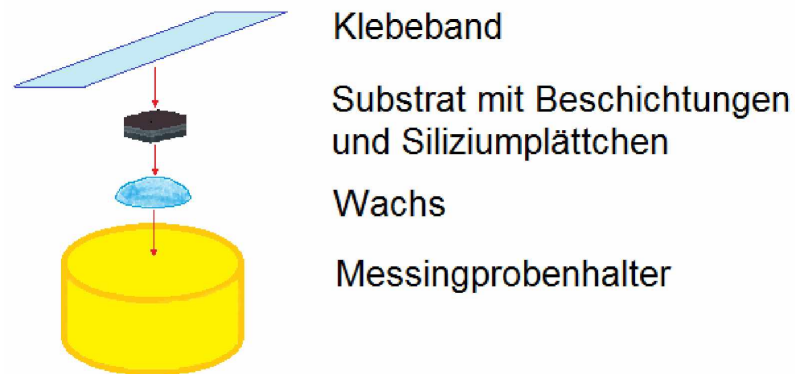 Klebeband
Substrat mit Beschichtungen
und Siliziumplättchen
Wachs
Messingprobenhalter